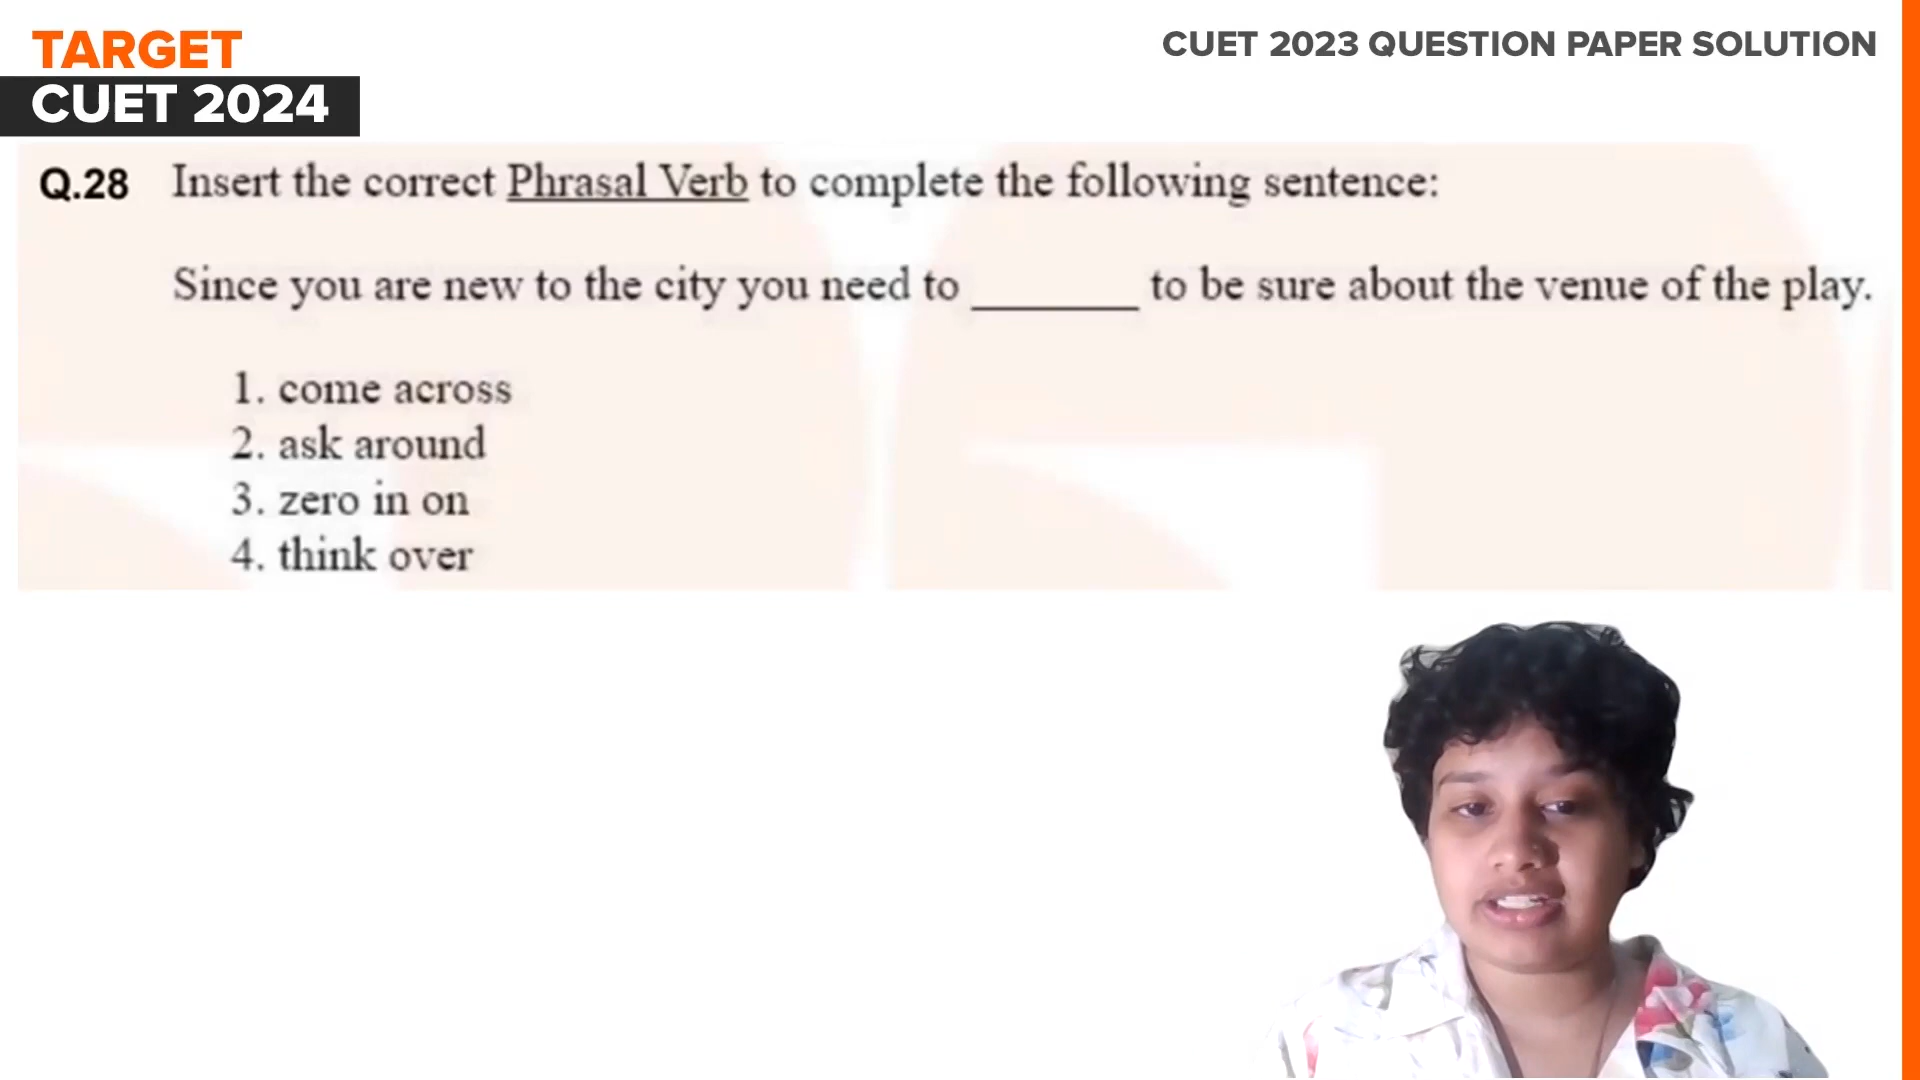 TARGET
CUET 2024
CUET 2023 QUESTION PAPER SOLUTION
Q.28 Insert the correct Phrasal Verb to complete the following sentence:
Since you are new to the city you need to ________ to be sure about the venue of the play.
1. come across
2. ask around
3. zero in on
4. think over